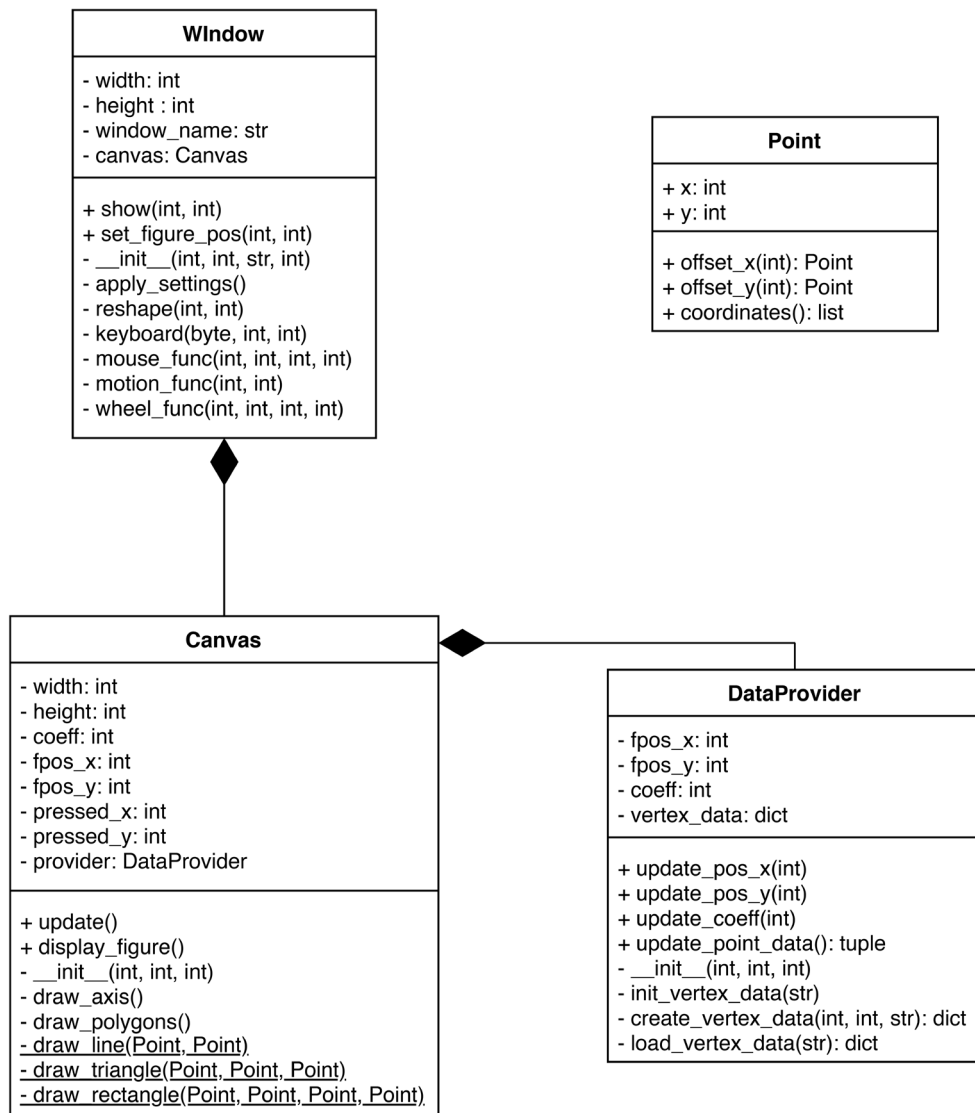 WIndow
- width: int
- height : int
- window_name: str
- canvas: Canvas
+ show(int, int)
+ set_figure_pos(int, int)
- __init__(int, int, str, int)
- apply_settings()
- reshape(int, int)
- keyboard(byte, int, int)
- mouse_func(int, int, int, int)
- motion_func(int, int)
- wheel_func(int, int, int, int)
Point
+ x: int
+ y: int
+ offset_x(int): Point
+ offset_y(int): Point
+ coordinates(): list
Canvas
- width: int
- height: int
- coeff: int
- fpos_x: int
- fpos_y: int
- pressed_x: int
- pressed_y: int
- provider: DataProvider
+ update()
+ display_figure()
- __init__(int, int, int)
- draw_axis()
- draw_polygons()
- draw_line(Point, Point)
- draw_triangle(Point, Point, Point)
- draw_rectangle(Point, Point, Point, Point)
DataProvider
- fpos_x: int
- fpos_y: int
- coeff: int
- vertex_data: dict
+ update_pos_x(int)
+ update_pos_y(int)
+ update_coeff(int)
+ update_point_data(): tuple
- __init__(int, int, int)
- init_vertex_data(str)
- create_vertex_data(int, int, str): dict
- load_vertex_data(str): dict